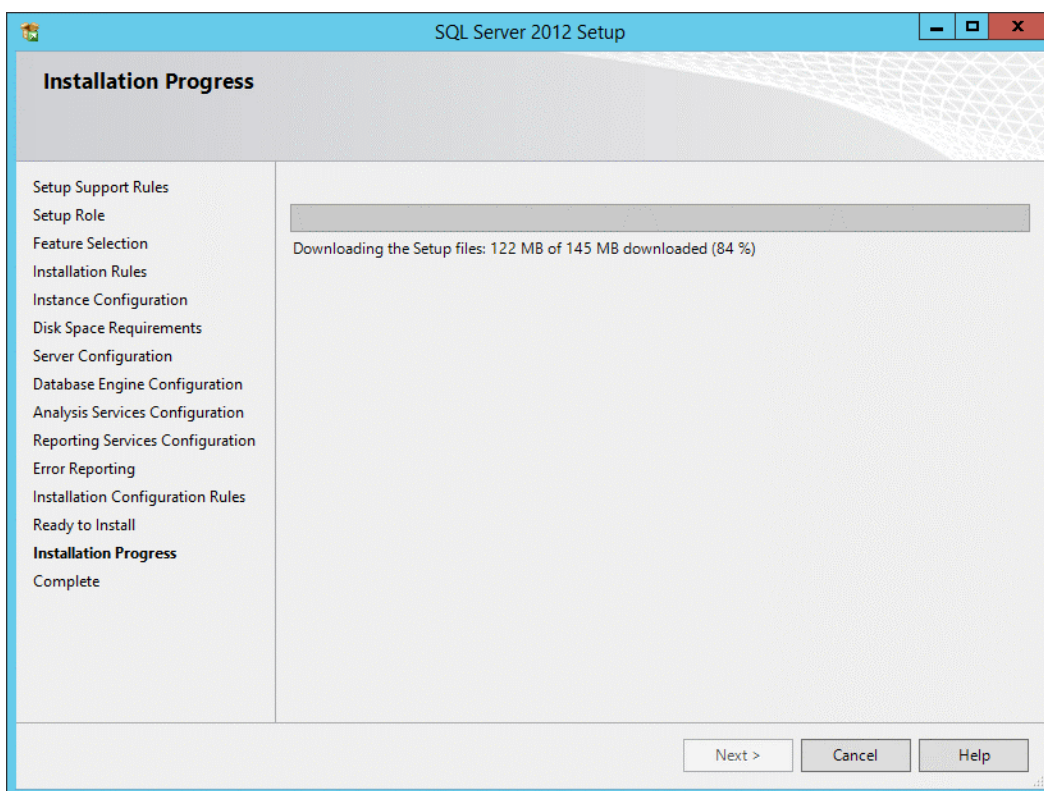 SQL Server 2012 Setup
Installation Progress
Setup Support Rules
Setup Role
Feature Selection
Installation Rules
Instance Configuration
Disk Space Requirements
Server Configuration
Database Engine Configuration
Analysis Services Configuration
Reporting Services Configuration
Error Reporting
Installation Configuration Rules
Ready to Install
Installation Progress
Complete
Downloading the Setup files: 122 MB of 145 MB downloaded (84 %)
Next >
Cancel
Help